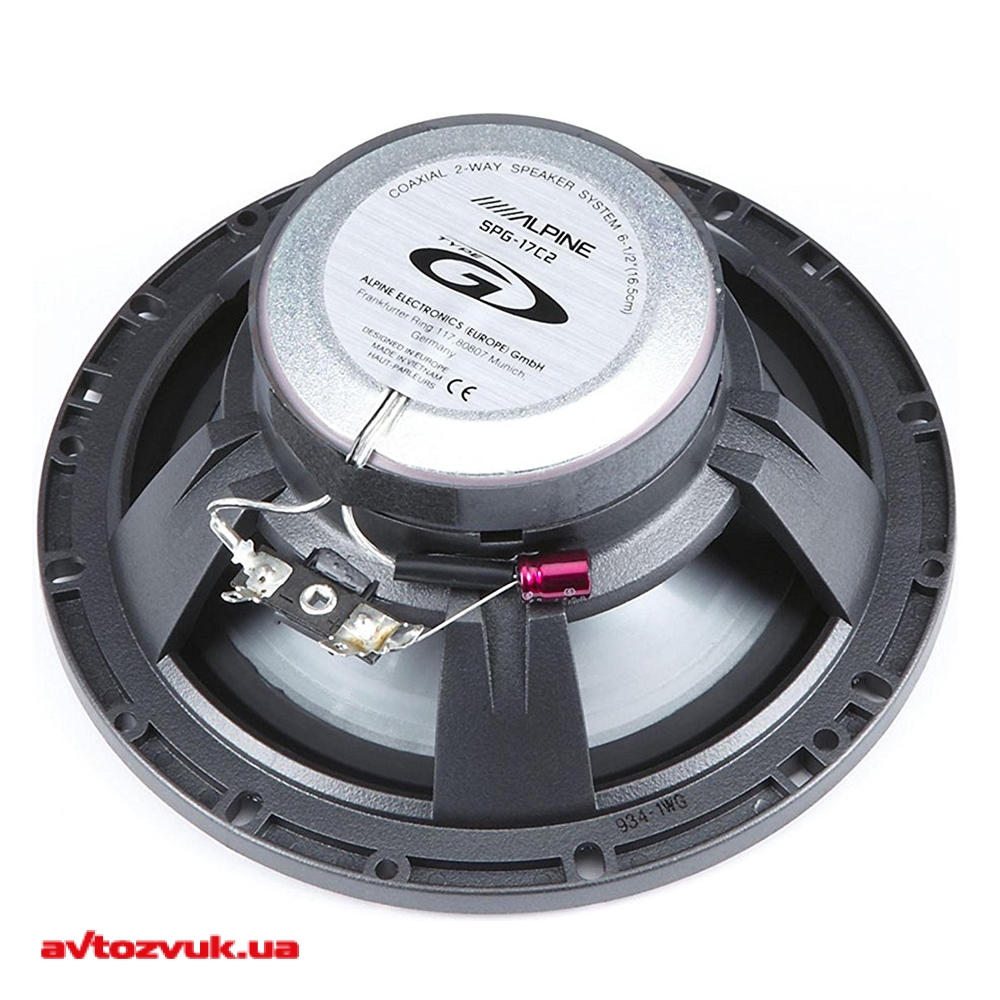 COAXIAL 2-WAY SPEAKER SYSTEM 6-1/2"(16.5cm)
ALPINE
SPG-17C2
TYPE
G
ALPINE ELECTRONICS (EUROPE) GmbH
Frankfurter Ring 117, 80807 Munich,
Germany
DESIGNED IN EUROPE
MADE IN VIETNAM
HAUT-PARLEURS
CE
934-1WG
avtozvuk.ua